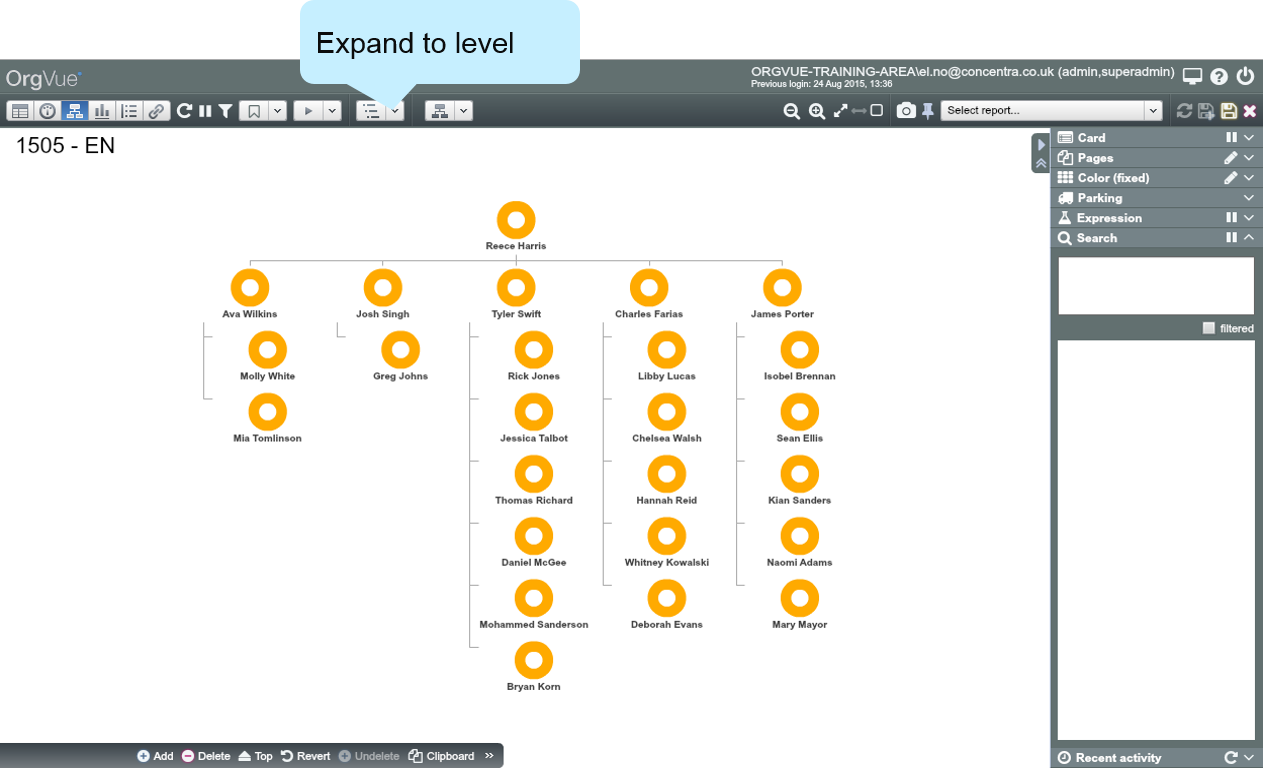 Expand to level
OrgVue
ORGVUE-TRAINING-AREA\el.no@concentra.co.uk (admin,superadmin)
Previous login: 24 Aug 2015, 13:36
Select report...
1505 - EN
Card
Pages
Color (fixed)
Parking
Expression
Search
filtered
Reece Harris
Ava Wilkins Josh Singh Tyler Swift Charles Farias James Porter
Molly White Greg Johns Rick Jones Libby Lucas Isobel Brennan
Mia Tomlinson Jessica Talbot Chelsea Walsh Sean Ellis
Thomas Richard Hannah Reid Kian Sanders
Daniel McGee Whitney Kowalski Naomi Adams
Mohammed Sanderson Deborah Evans Mary Mayor
Bryan Korn
Add Delete Top Revert Undelete Clipboard »
Recent activity